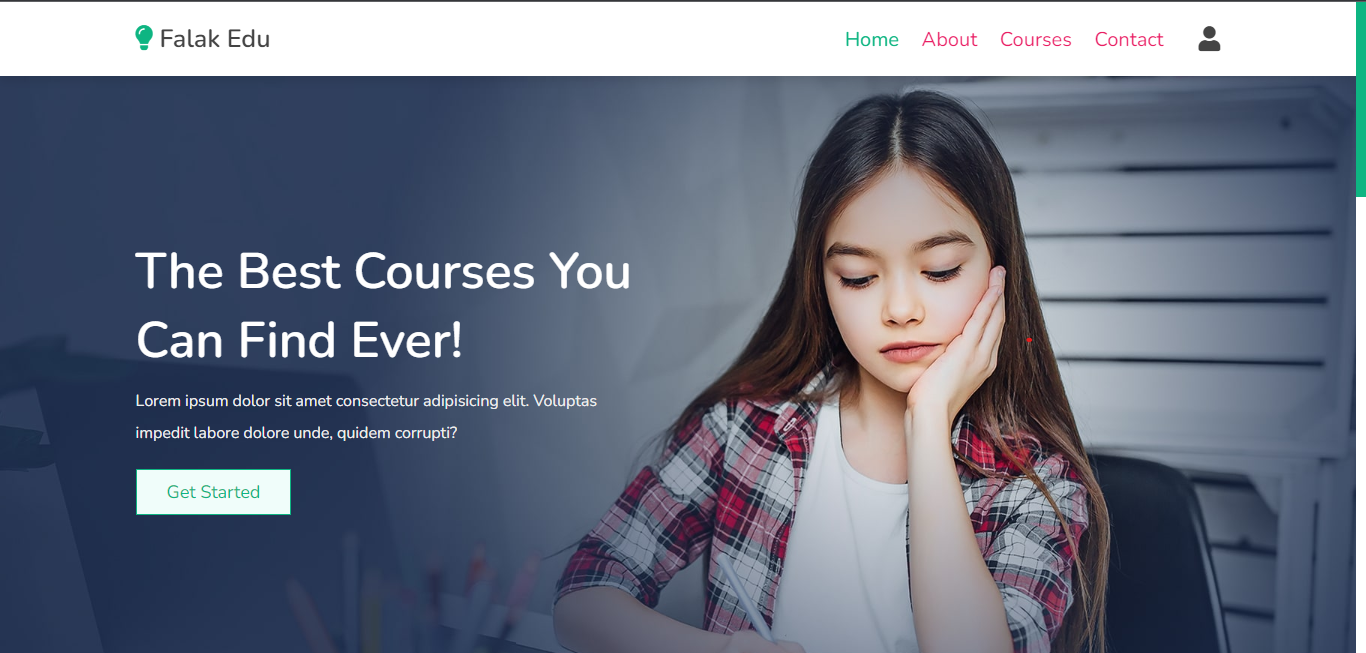 Falak Edu
Home About Courses Contact
The Best Courses You
Can Find Ever!
Lorem ipsum dolor sit amet consectetur adipisicing elit. Voluptas
impedit labore dolore unde, quidem corrupti?
Get Started